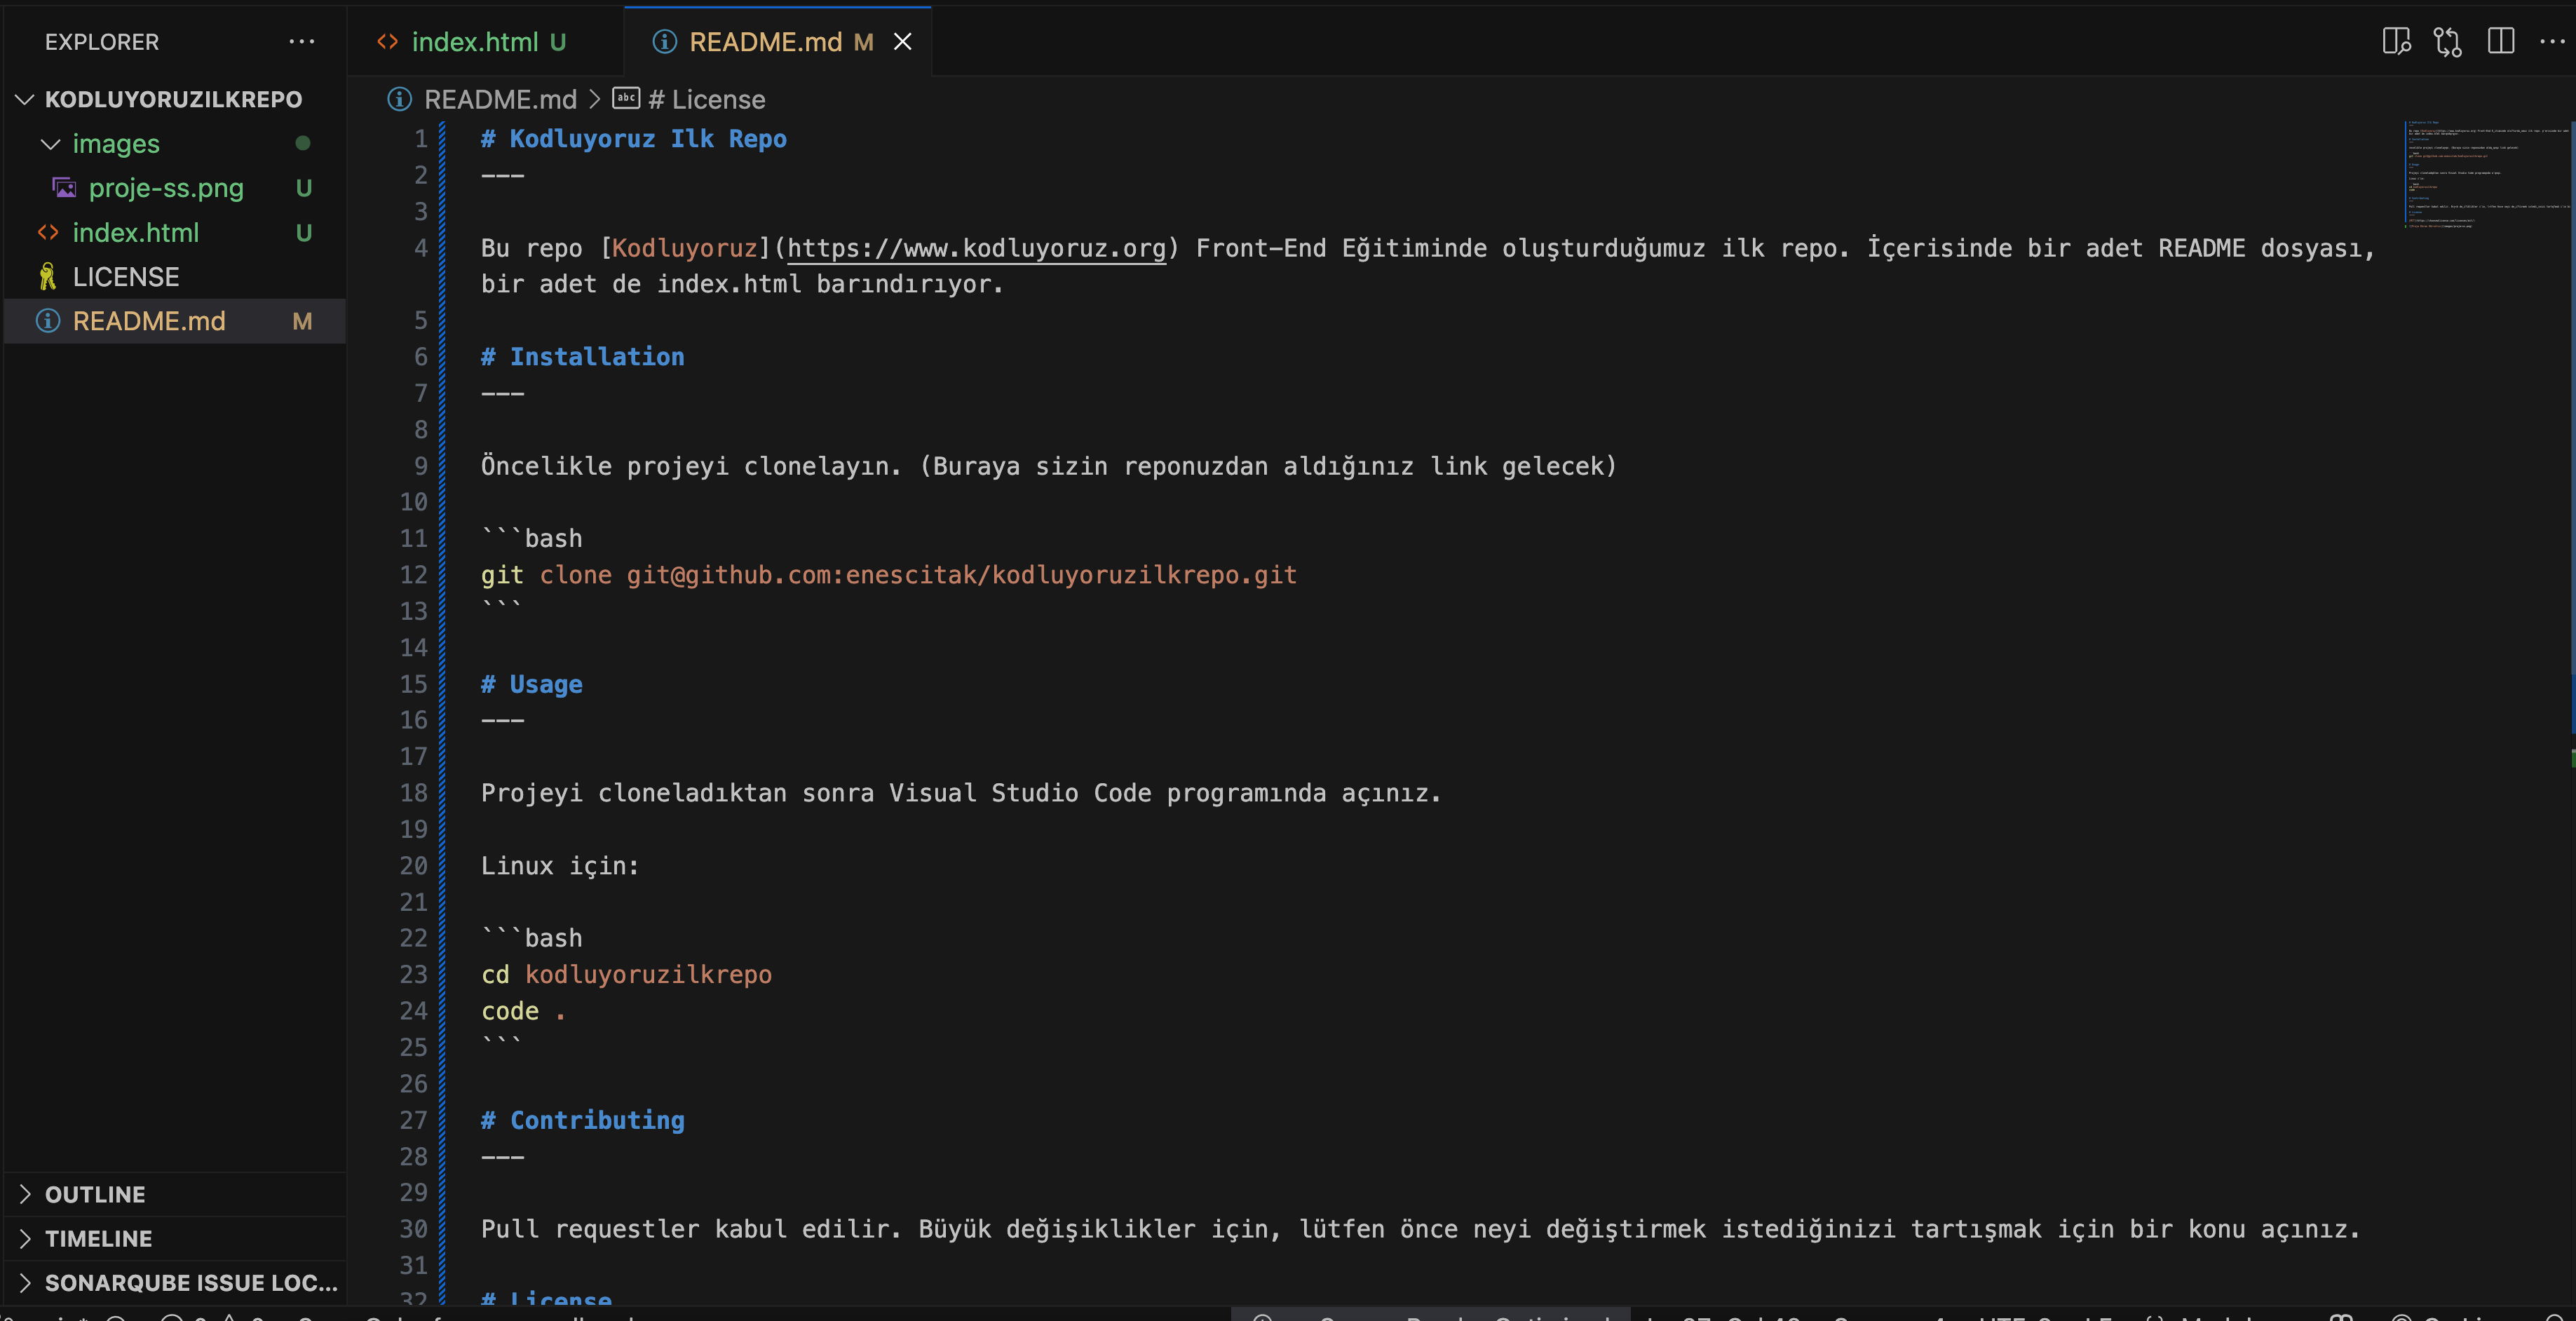 EXPLORER
KODLUYORUZILKREPO
images
proje-ss.png U
index.html U
LICENSE
README.md M
OUTLINE
TIMELINE
SONARQUBE ISSUE LOC...
index.html U
README.md M
README.md > # License
1 # Kodluyoruz Ilk Repo
2 ---
3
4 Bu repo [Kodluyoruz](https://www.kodluyoruz.org) Front-End Eğitiminde oluşturduğumuz ilk repo. İçerisinde bir adet README dosyası,
bir adet de index.html barındırıyor.
5
6 # Installation
7 ---
8
9 Öncelikle projeyi clonelayın. (Buraya sizin reponuzdan aldığınız link gelecek)
10
11 ```bash
12 git clone git@github.com:enescitak/kodluyoruzilkrepo.git
13 ```
14
15 # Usage
16 ---
17
18 Projeyi cloneladıktan sonra Visual Studio Code programında açınız.
19
20 Linux için:
21
22 ```bash
23 cd kodluyoruzilkrepo
24 code .
25 ```
26
27 # Contributing
28 ---
29
30 Pull requestler kabul edilir. Büyük değişiklikler için, lütfen önce neyi değiştirmek istediğinizi tartışmak için bir konu açınız.
31
32 # License